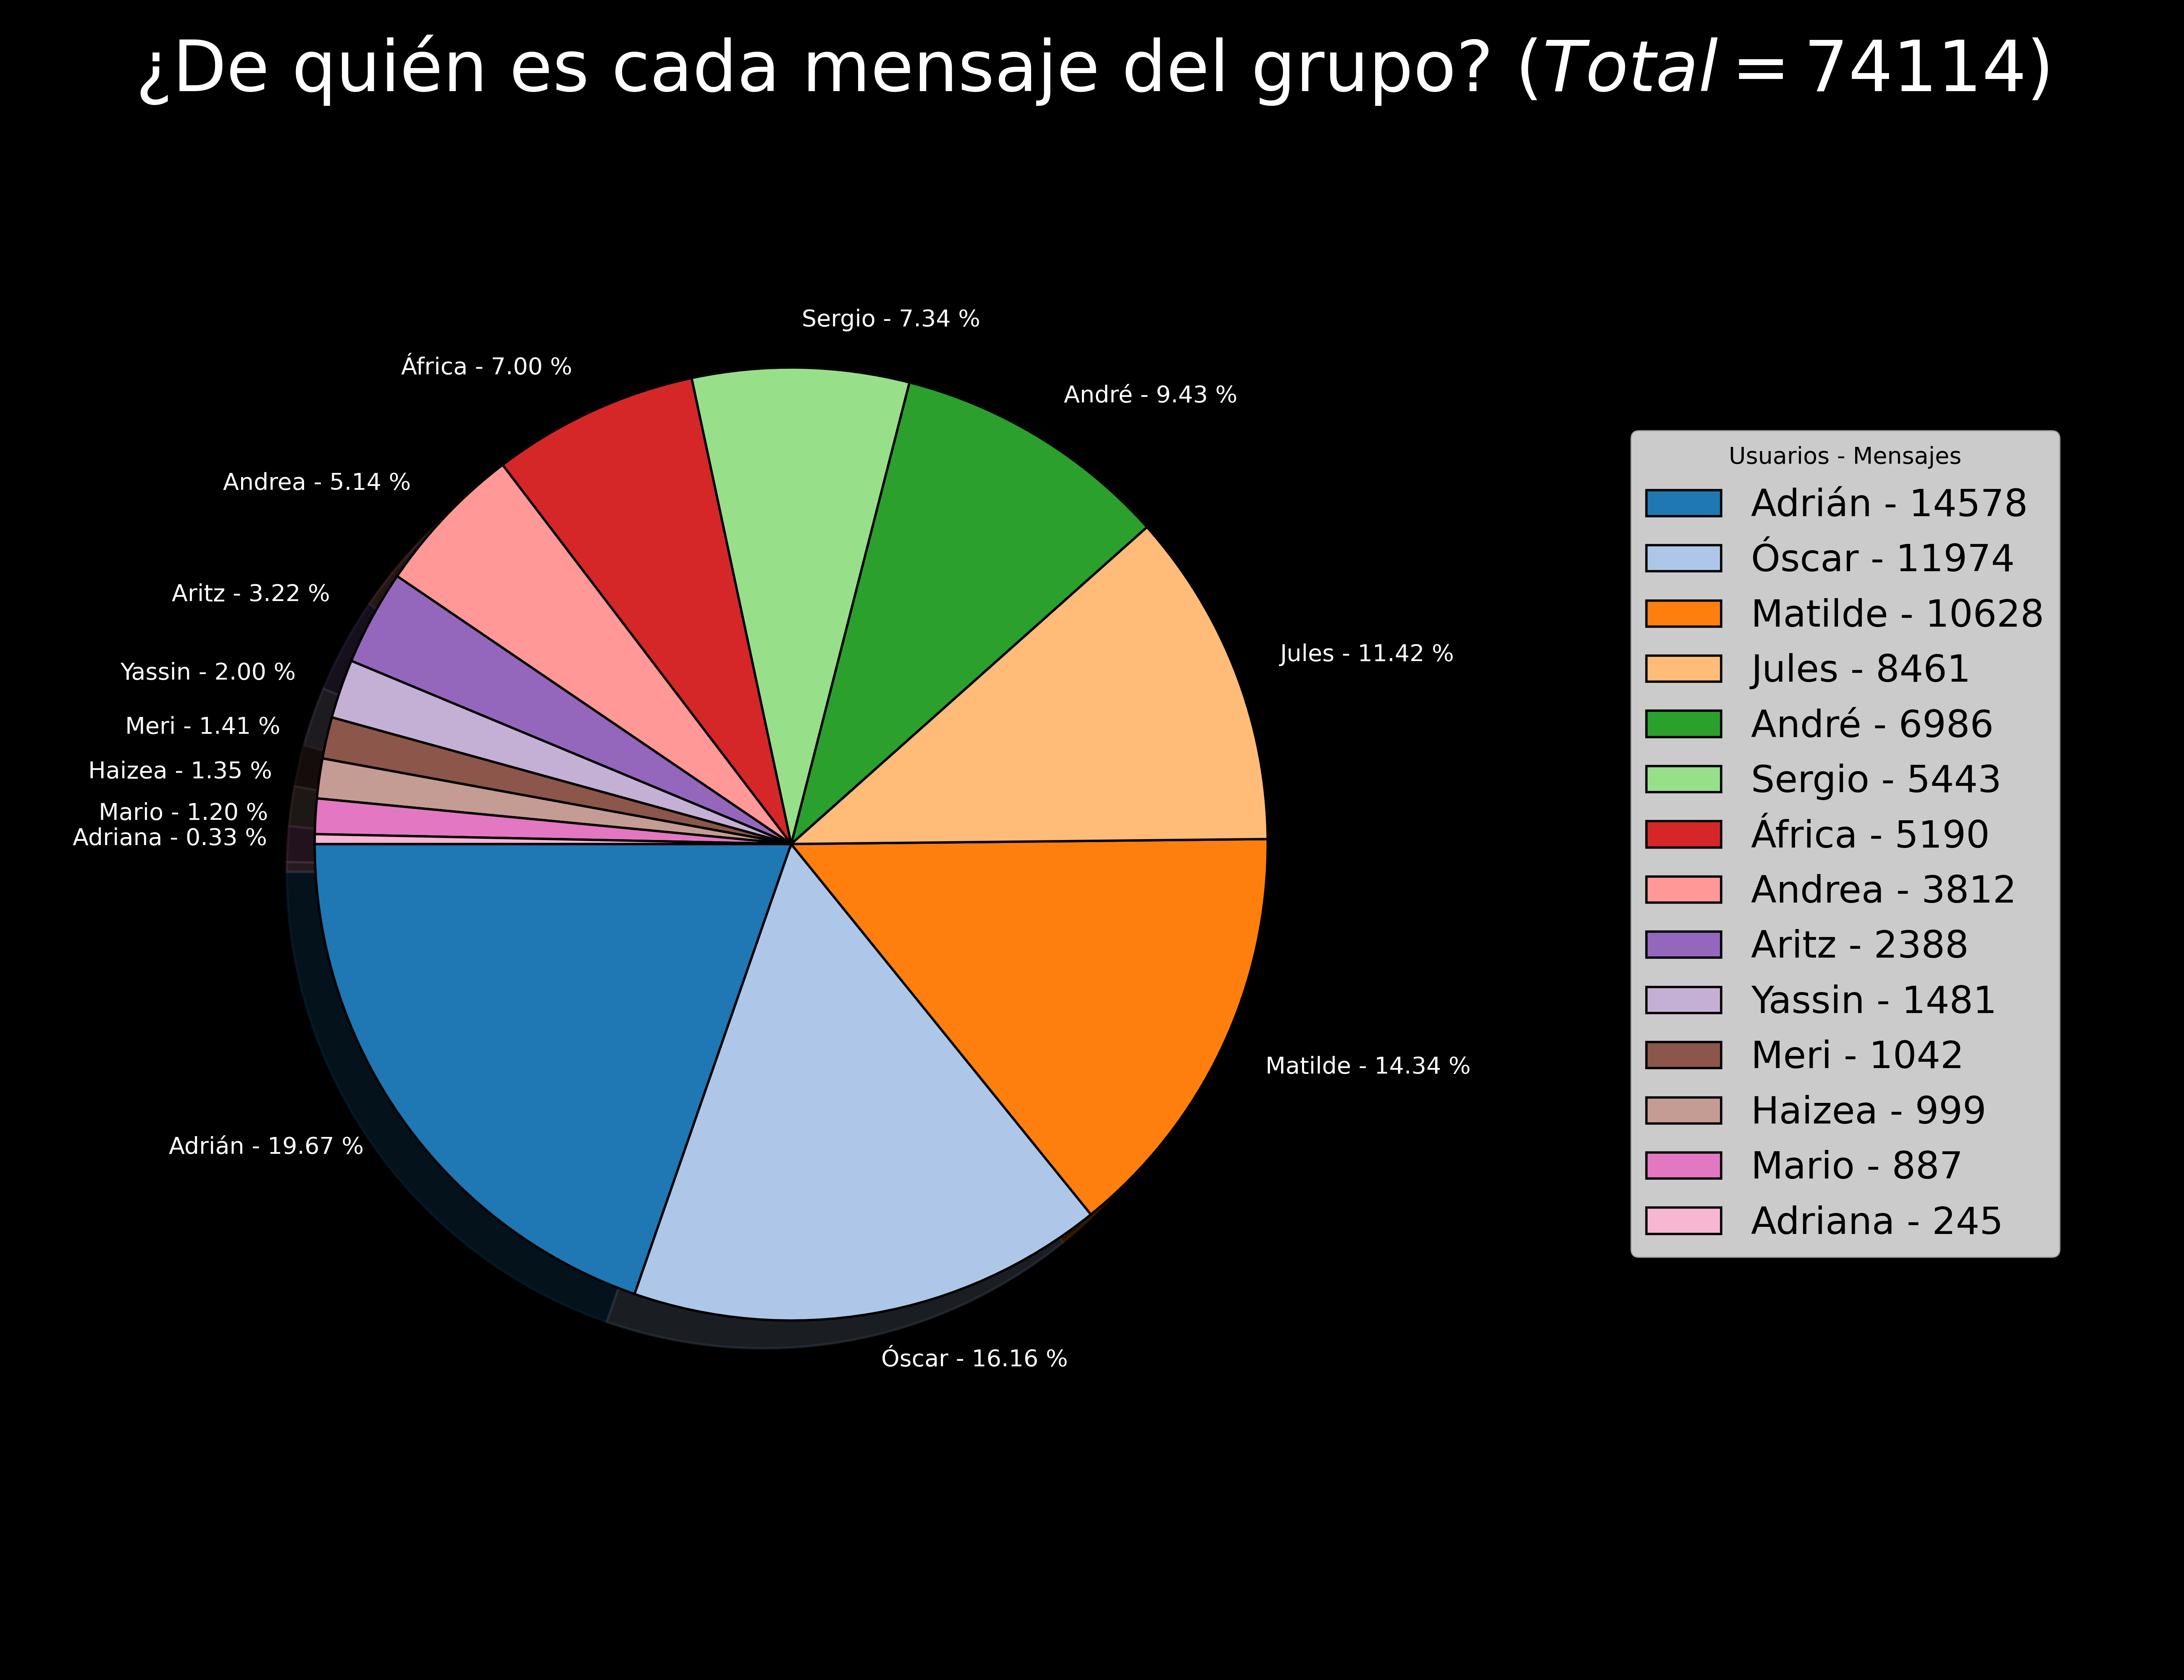 ¿De quién es cada mensaje del grupo? (Total = 74114)
Sergio - 7.34 %
África - 7.00 %
André - 9.43 %
Andrea - 5.14 %
Aritz - 3.22 %
Jules - 11.42 %
Yassin - 2.00 %
Meri - 1.41 %
Haizea - 1.35 %
Mario - 1.20 %
Adriana - 0.33 %
Matilde - 14.34 %
Adrián - 19.67 %
Óscar - 16.16 %
Usuarios - Mensajes
Adrián - 14578
Óscar - 11974
Matilde - 10628
Jules - 8461
André - 6986
Sergio - 5443
África - 5190
Andrea - 3812
Aritz - 2388
Yassin - 1481
Meri - 1042
Haizea - 999
Mario - 887
Adriana - 245